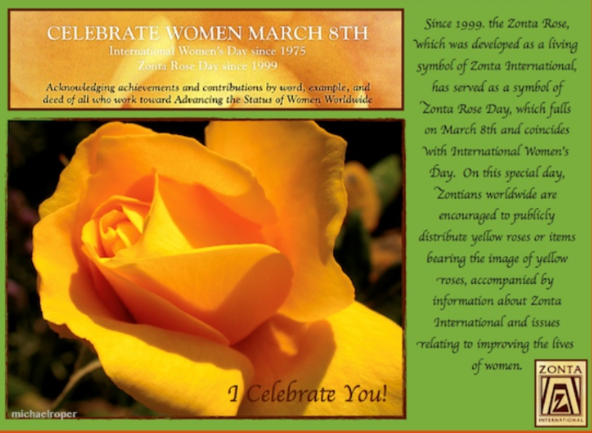 CELEBRATE WOMEN MARCH 8TH
International Women's Day since 1975
Zonta Rose Day since 1999
Acknowledging achievements and contributions by word, example, and
deed of all who work toward Advancing the Status of Women Worldwide
I Celebrate You!
michaelroper
Since 1999. the Zonta Rose,
which was developed as a living
symbol of Zonta International,
has served as a symbol of
Zonta Rose Day, which falls
on March 8th and coincides
with International Women's
Day. On this special day,
Zontians worldwide are
encouraged to publicly
distribute yellow roses or items
bearing the image of yellow
roses, accompanied by
information about Zonta
International and issues
relating to improving the lives
of women.
ZONTA
INTERNATIONAL